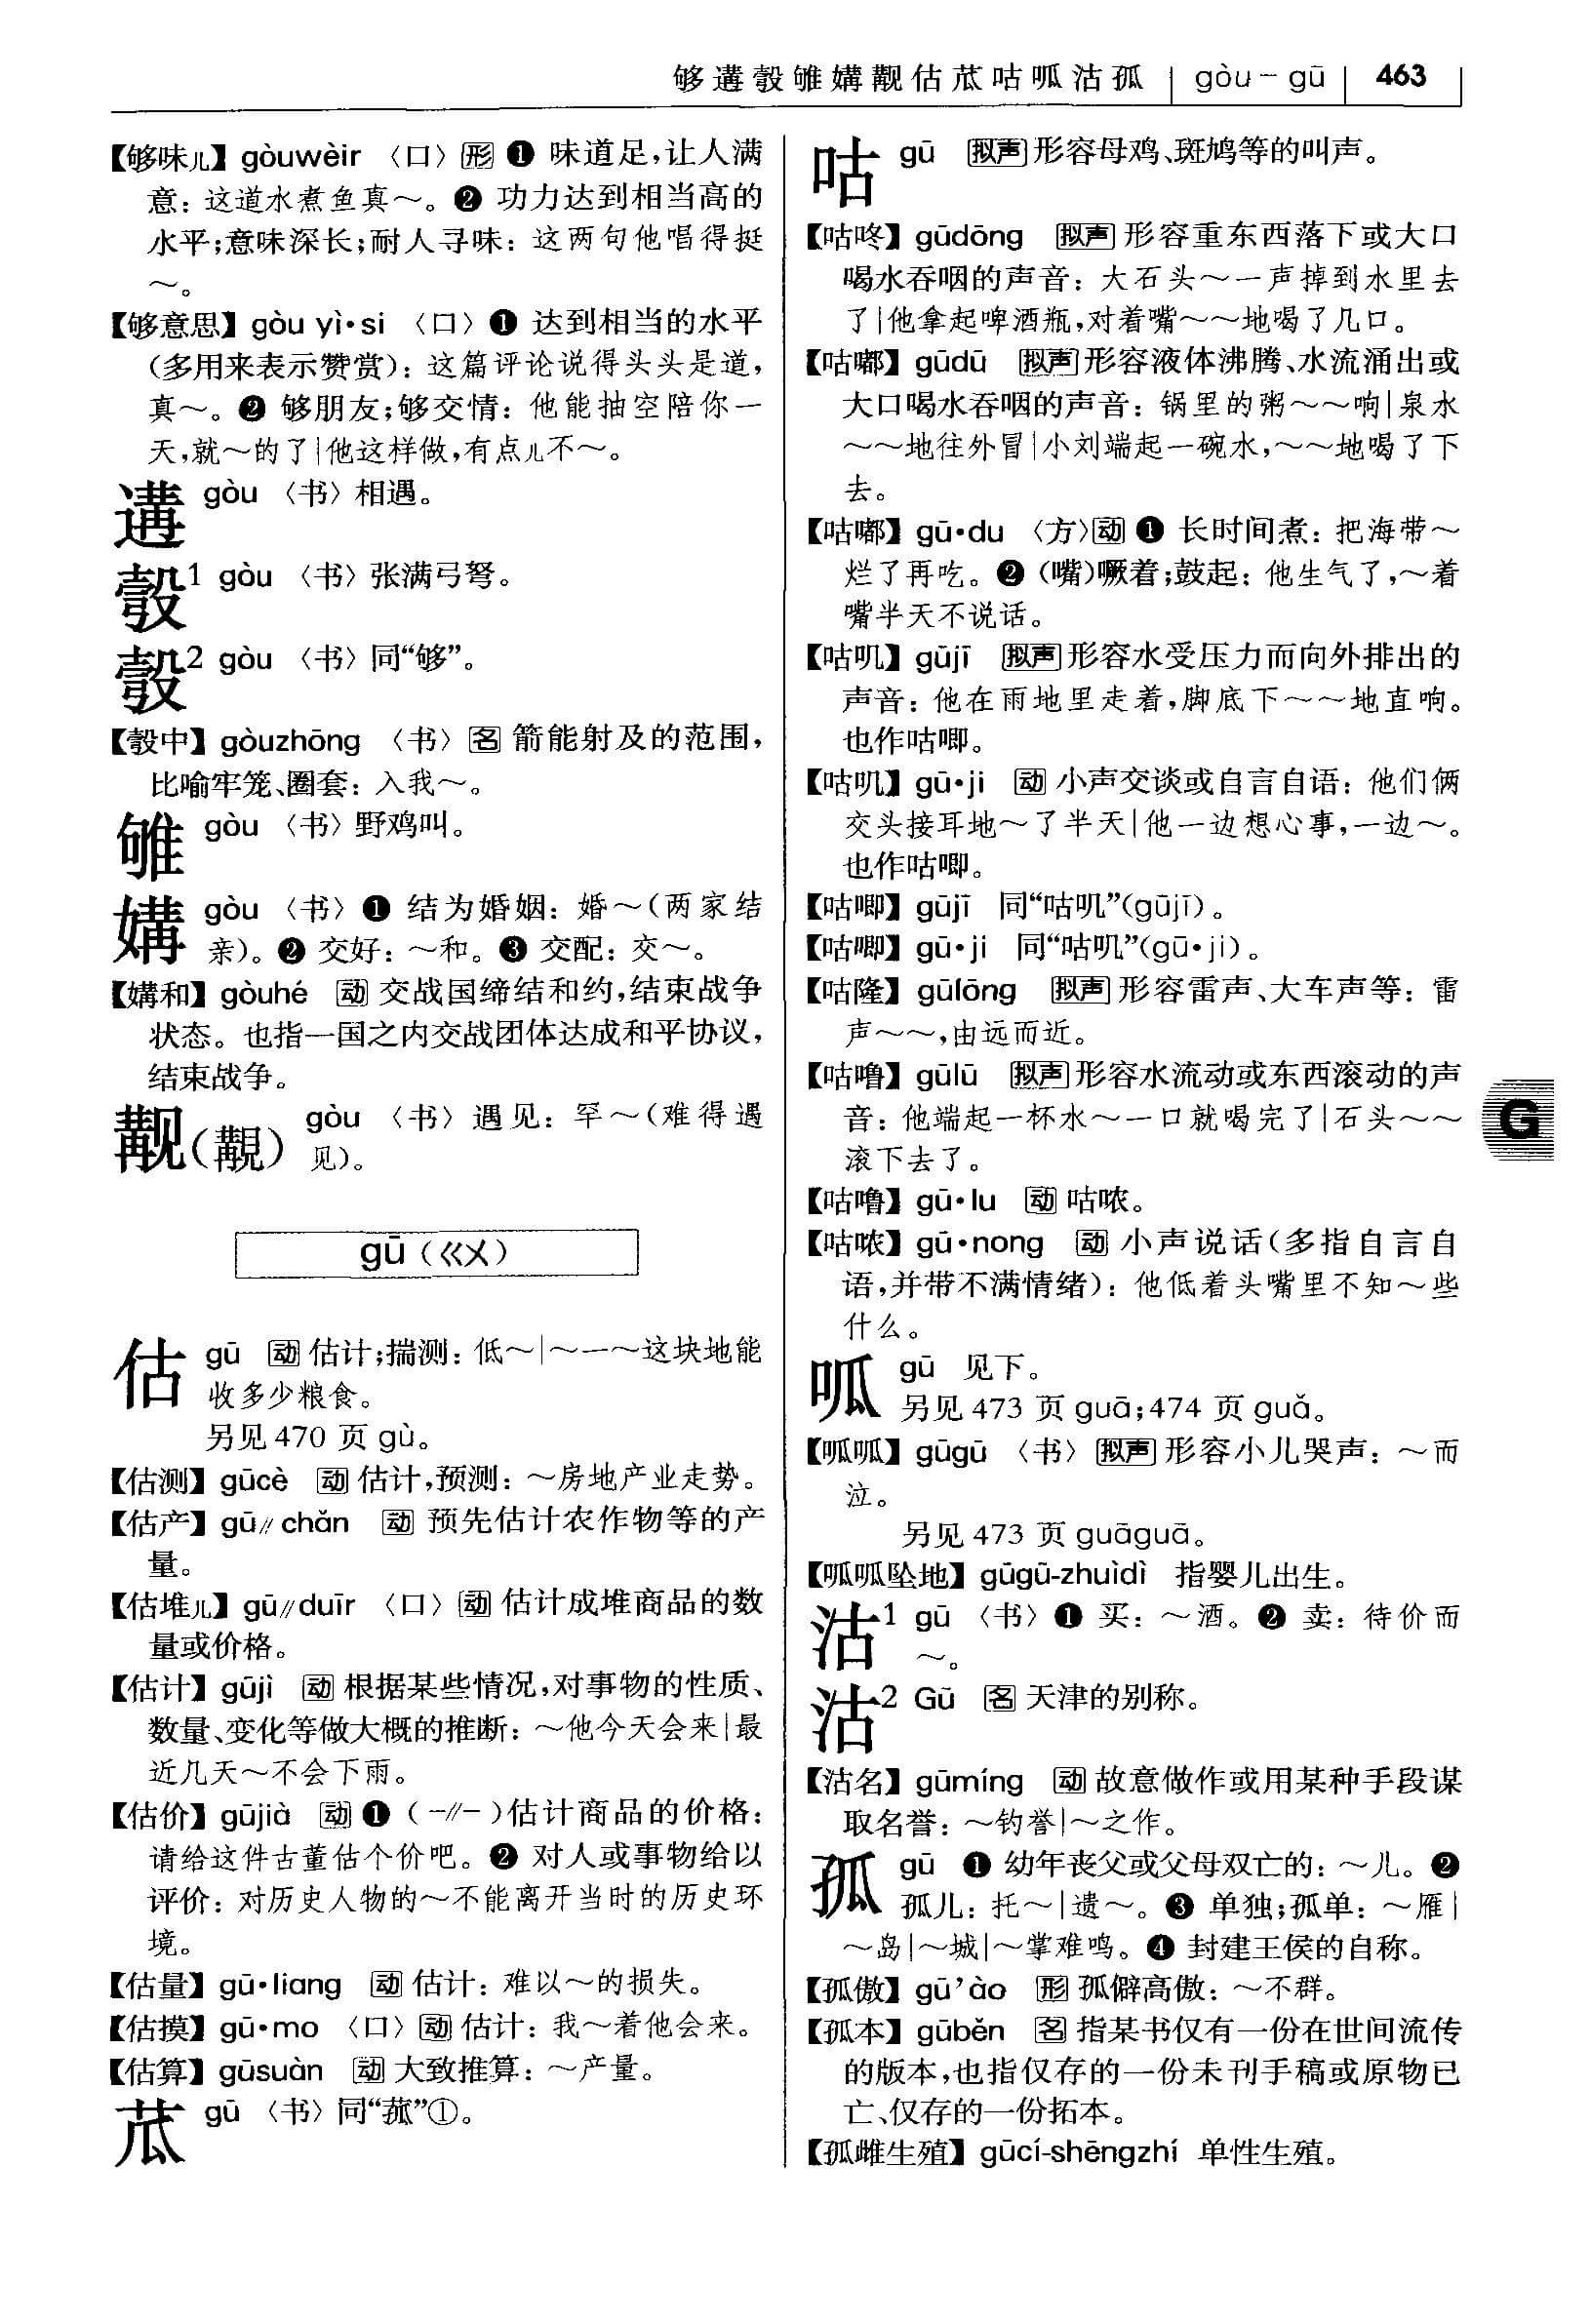 够遘彀雊媾觏估苽咕呱沽孤 gòu－gū 463
【够味儿】gòuwèir 〈口〉形❶ 味道足,让人满
意: 这道水煮鱼真～。❷ 功力达到相当高的
水平;意味深长;耐人寻味: 这两句他唱得挺
～。
【够意思】gòu yì·si 〈口〉❶ 达到相当的水平
(多用来表示赞赏): 这篇评论说得头头是道,
真～。❷ 够朋友;够交情: 他能抽空陪你一
天,就～的了|他这样做,有点儿不～。
遘 gòu 〈书〉相遇。
彀1 gòu 〈书〉张满弓弩。
彀2 gòu 〈书〉同“够”。
【彀中】gòuzhōng 〈书〉名 箭能射及的范围,
比喻牢笼、圈套: 入我～。
雊 gòu 〈书〉野鸡叫。
媾 gòu 〈书〉❶ 结为婚姻: 婚～(两家结
亲)。❷ 交好: ～和。❸ 交配: 交～。
【媾和】gòuhé 动 交战国缔结和约,结束战争
状态。也指一国之内交战团体达成和平协议,
结束战争。
觏(覯) gòu 〈书〉遇见: 罕～(难得遇
见)。
gū (ㄍㄨ)
估 gū 动 估计;揣测: 低～|～一～这块地能
收多少粮食。
另见 470 页 gù。
【估测】gūcè 动 估计,预测: ～房地产业走势。
【估产】gū∥chǎn 动 预先估计农作物等的产
量。
【估堆儿】gū∥duīr 〈口〉动 估计成堆商品的数
量或价格。
【估计】gūjì 动 根据某些情况,对事物的性质、
数量、变化等做大概的推断: ～他今天会来|最
近几天～不会下雨。
【估价】gūjià 动❶ (-∥-)估计商品的价格:
请给这件古董估个价吧。❷ 对人或事物给以
评价: 对历史人物的～不能离开当时的历史环
境。
【估量】gū·liang 动 估计: 难以～的损失。
【估摸】gū·mo 〈口〉动 估计: 我～着他会来。
【估算】gūsuàn 动 大致推算: ～产量。
苽 gū 〈书〉同“菰”①。
咕 gū 拟声 形容母鸡、斑鸠等的叫声。
【咕咚】gūdōng 拟声 形容重东西落下或大口
喝水吞咽的声音: 大石头～一声掉到水里去
了|他拿起啤酒瓶,对着嘴～～地喝了几口。
【咕嘟】gūdū 拟声 形容液体沸腾、水流涌出或
大口喝水吞咽的声音: 锅里的粥～～响|泉水
～～地往外冒|小刘端起一碗水,～～地喝了下
去。
【咕嘟】gū·du 〈方〉动❶ 长时间煮: 把海带～
烂了再吃。❷ (嘴)噘着;鼓起: 他生气了,～着
嘴半天不说话。
【咕叽】gūjī 拟声 形容水受压力而向外排出的
声音: 他在雨地里走着,脚底下～～地直响。
也作咕唧。
【咕叽】gū·ji 动 小声交谈或自言自语: 他们俩
交头接耳地～了半天|他一边想心事,一边～。
也作咕唧。
【咕唧】gūjī 同“咕叽”(gūjī)。
【咕唧】gū·ji 同“咕叽”(gū·ji)。
【咕隆】gūlōng 拟声 形容雷声、大车声等: 雷
声～～,由远而近。
【咕噜】gūlū 拟声 形容水流动或东西滚动的声
音: 他端起一杯水～一口就喝完了|石头～～
滚下去了。
【咕噜】gū·lu 动 咕哝。
【咕哝】gū·nong 动 小声说话(多指自言自
语,并带不满情绪): 他低着头嘴里不知～些
什么。
呱 gū 见下。
另见 473 页 guā;474 页 guǎ。
【呱呱】gūgū 〈书〉拟声 形容小儿哭声: ～而
泣。
另见 473 页 guāguā。
【呱呱坠地】gūgū-zhuìdì 指婴儿出生。
沽1 gū 〈书〉❶ 买: ～酒。❷ 卖: 待价而
～。
沽2 Gū 名 天津的别称。
【沽名】gūmíng 动 故意做作或用某种手段谋
取名誉: ～钓誉|～之作。
孤 gū ❶ 幼年丧父或父母双亡的: ～儿。❷
孤儿: 托～|遗～。❸ 单独;孤单: ～雁|
～岛|～城|～掌难鸣。❹ 封建王侯的自称。
【孤傲】gū'ào 形 孤僻高傲: ～不群。
【孤本】gūběn 名 指某书仅有一份在世间流传
的版本,也指仅存的一份未刊手稿或原物已
亡、仅存的一份拓本。
【孤雌生殖】gūcí-shēngzhí 单性生殖。
G